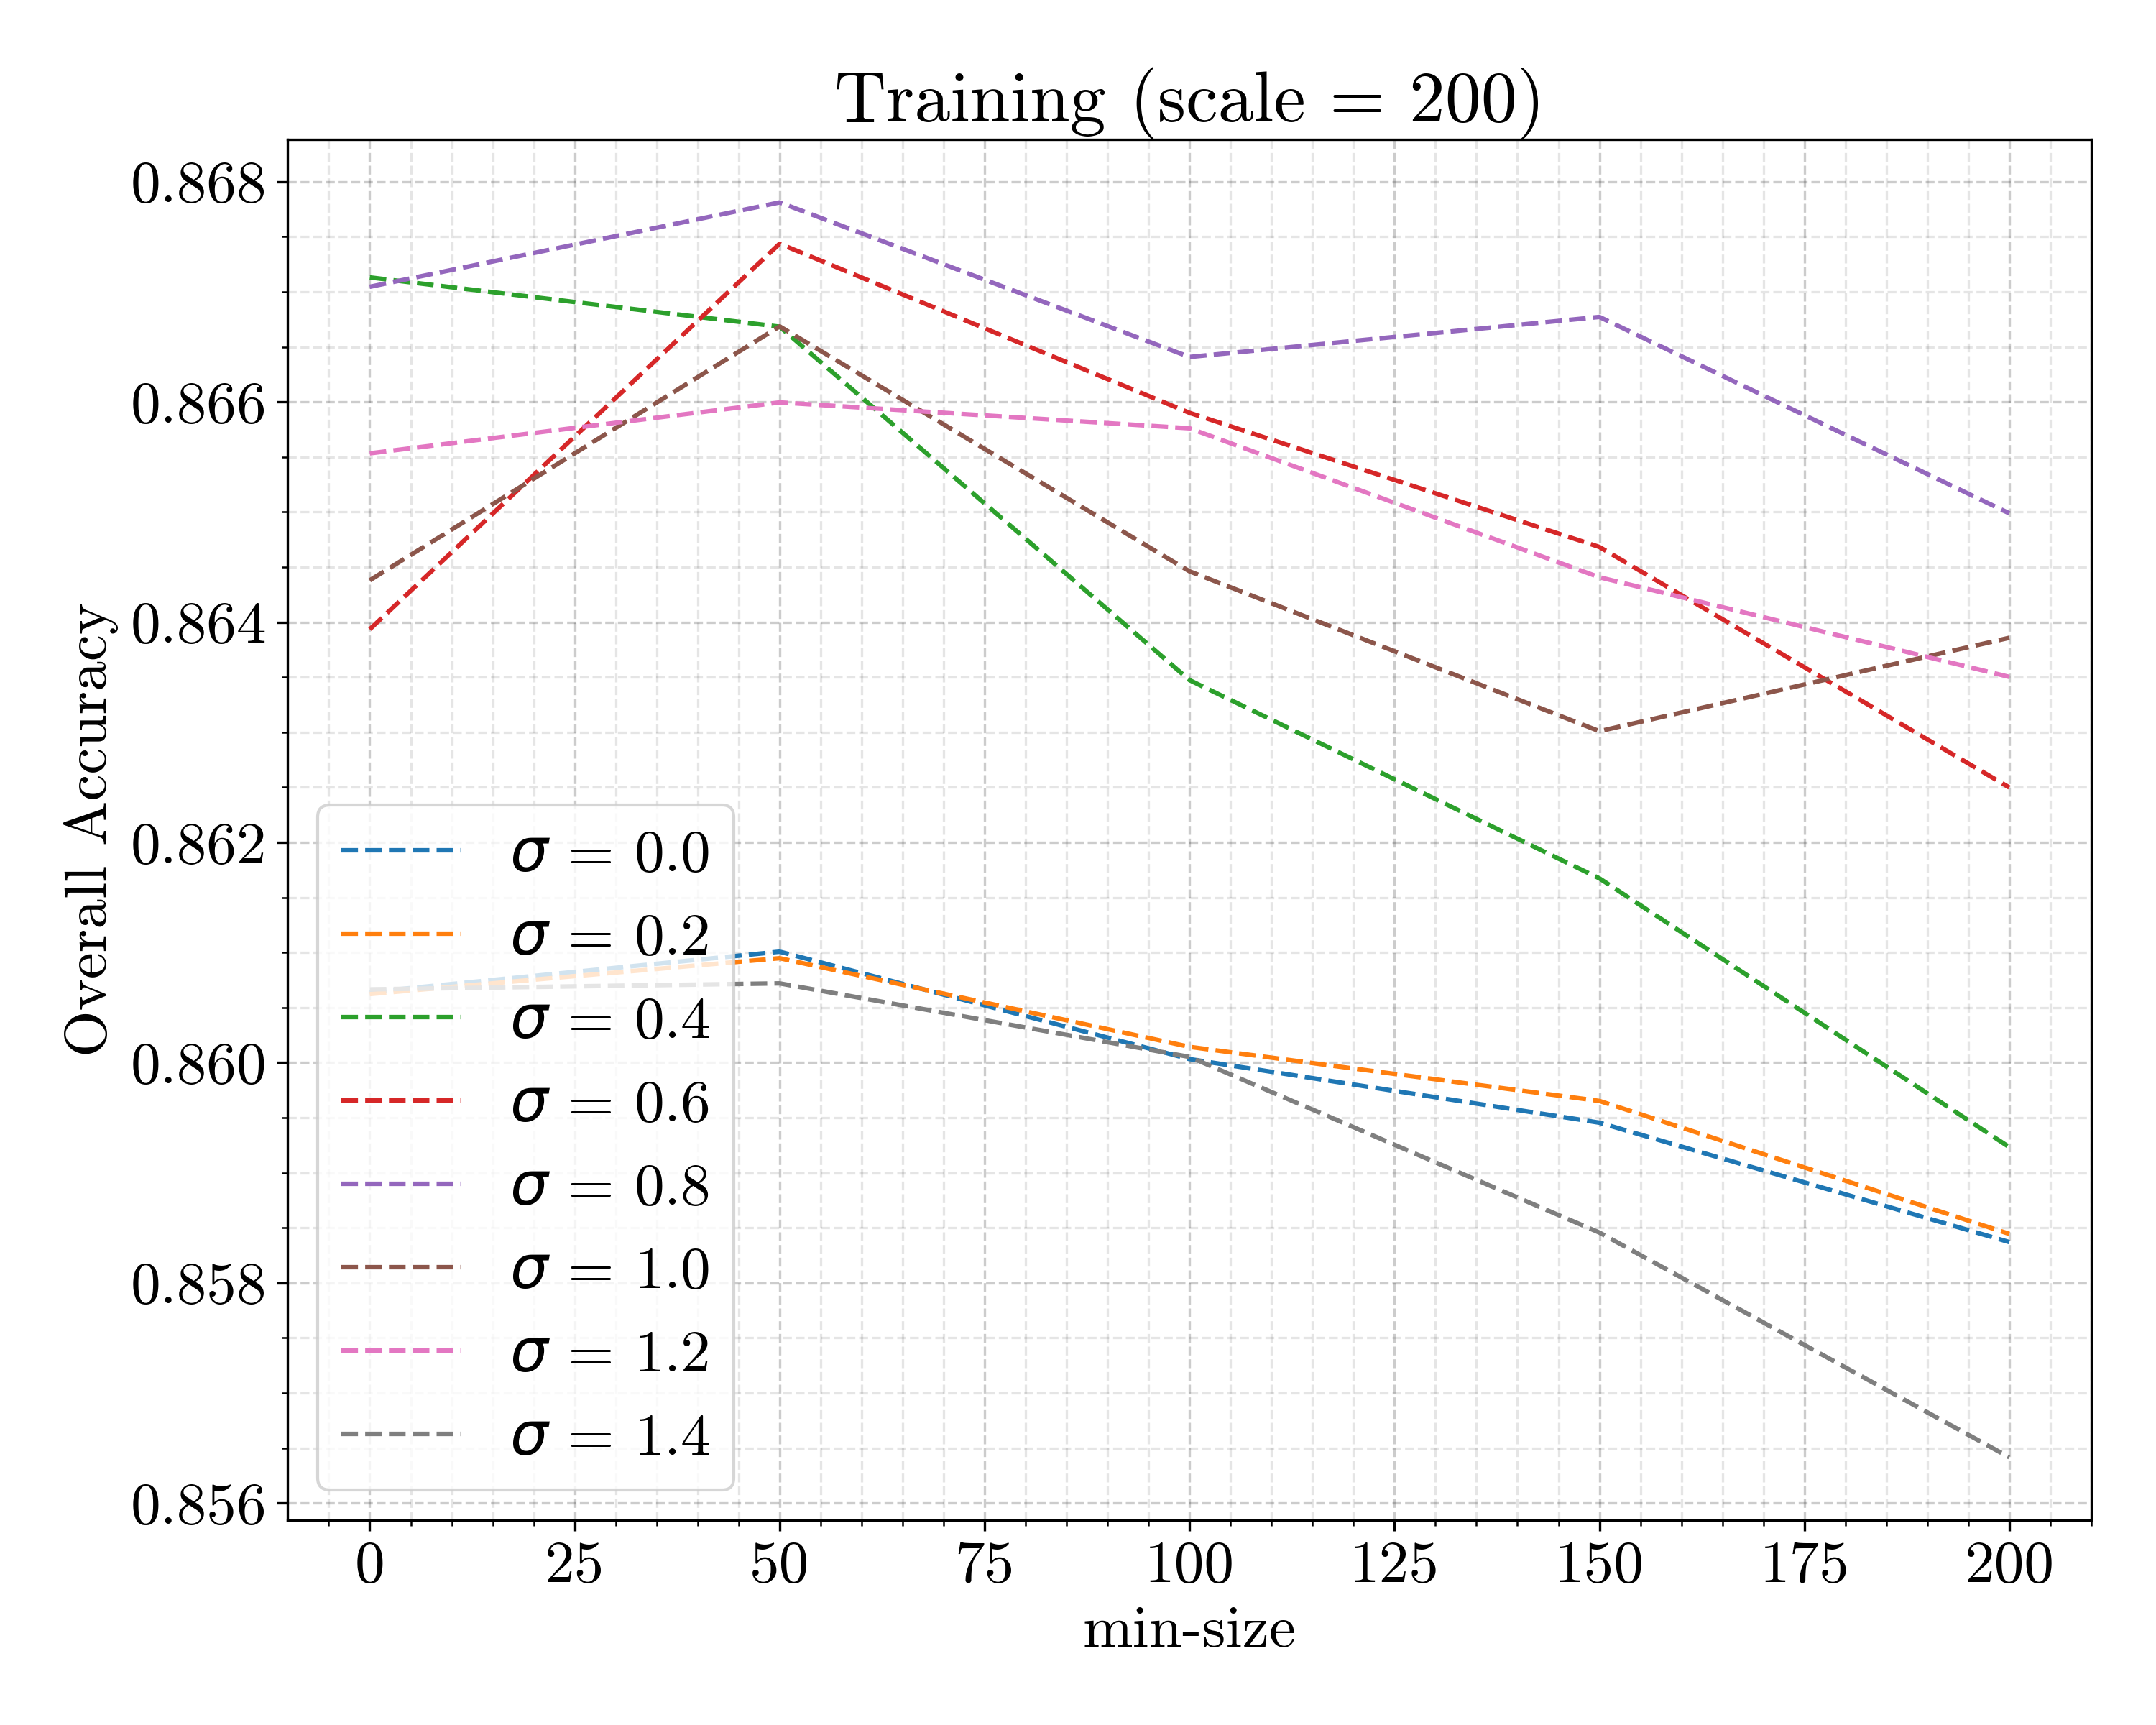 Training (scale = 200)
Overall Accuracy
0.868
0.866
0.864
0.862
0.860
0.858
0.856
σ = 0.0
σ = 0.2
σ = 0.4
σ = 0.6
σ = 0.8
σ = 1.0
σ = 1.2
σ = 1.4
0 25 50 75 100 125 150 175 200
min-size